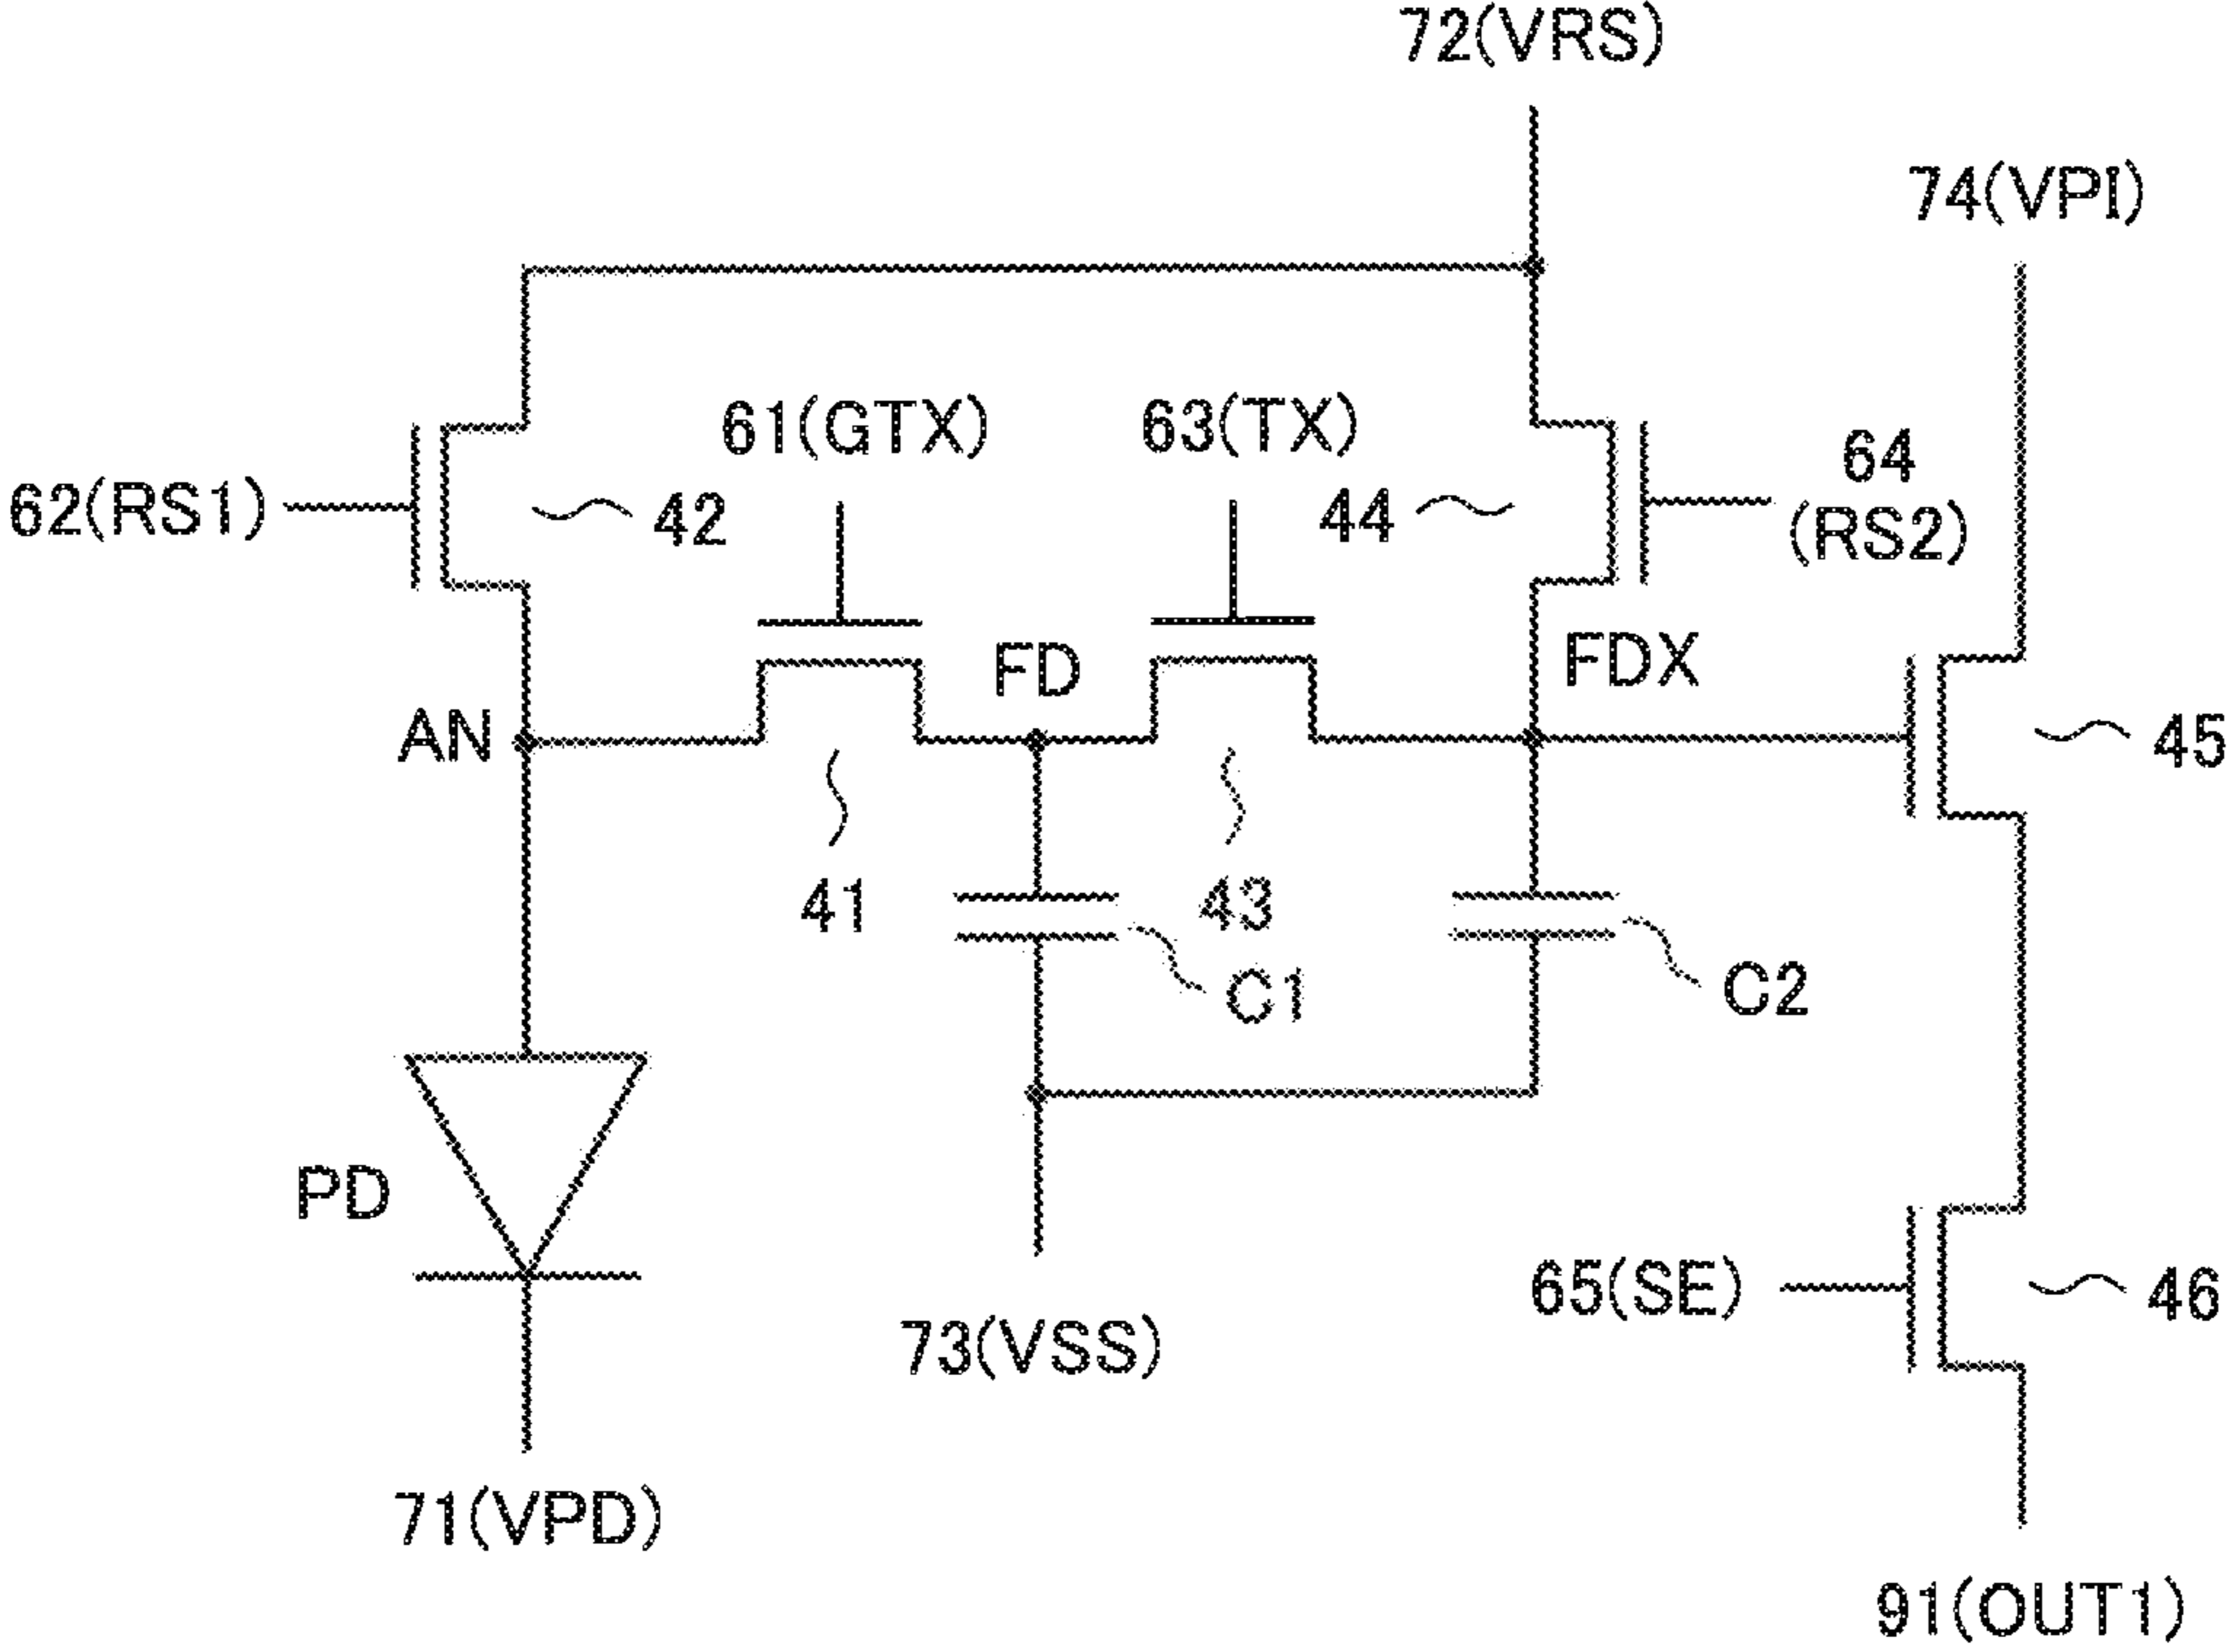 72(VRS)
74(VPI)
61(GTX)
63(TX)
64
(RS2)
62(RS1)
42
44
FD
FDX
AN
45
41
43
C1
C2
PD
65(SE)
46
73(VSS)
71(VPD)
91(OUT1)